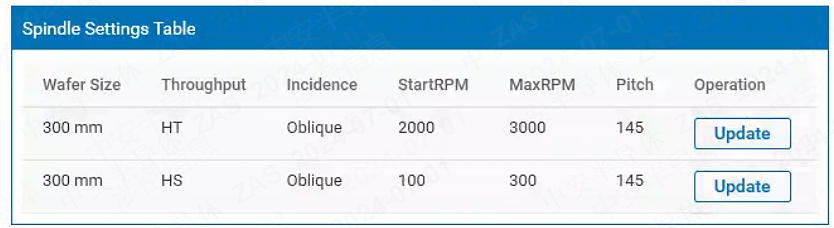 Spindle Settings Table
Wafer Size Throughput Incidence StartRPM MaxRPM Pitch Operation
300 mm HT Oblique 2000 3000 145 Update
300 mm HS Oblique 100 300 145 Update